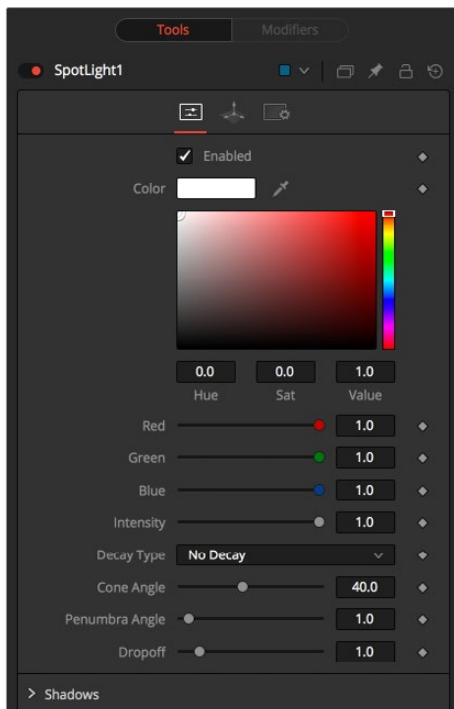 Tools Modifiers
SpotLight1
Enabled
Color
0.0 0.0 1.0
Hue Sat Value
Red 1.0
Green 1.0
Blue 1.0
Intensity 1.0
Decay Type No Decay
Cone Angle 40.0
Penumbra Angle 1.0
Dropoff 1.0
Shadows